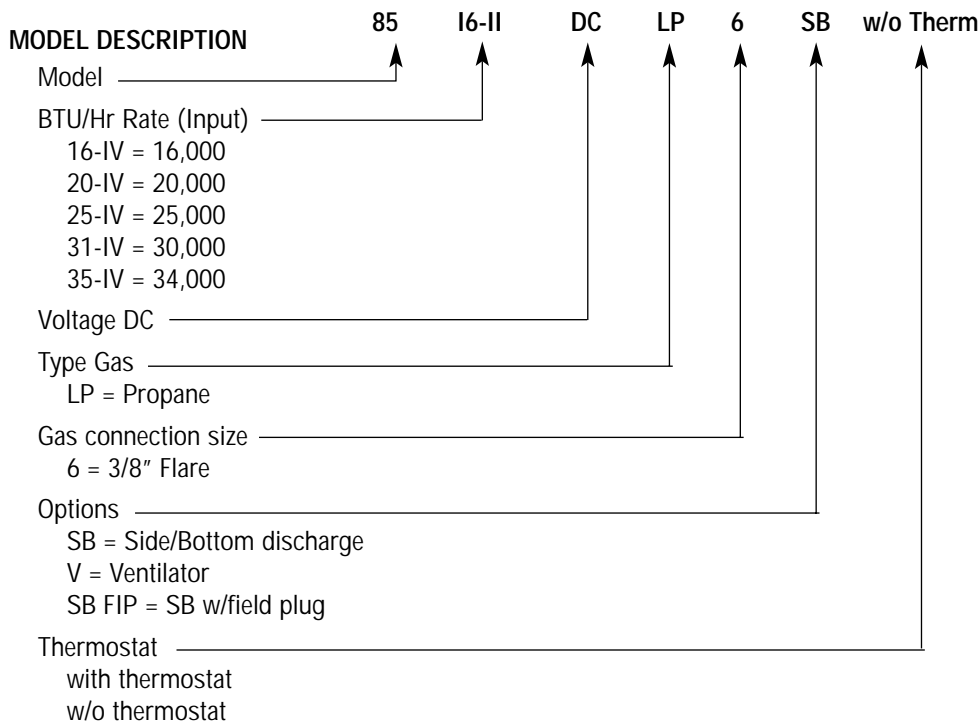 85 I6-II DC LP 6 SB w/o Therm
MODEL DESCRIPTION
Model
BTU/Hr Rate (Input)
16-IV = 16,000
20-IV = 20,000
25-IV = 25,000
31-IV = 30,000
35-IV = 34,000
Voltage DC
Type Gas
LP = Propane
Gas connection size
6 = 3/8" Flare
Options
SB = Side/Bottom discharge
V = Ventilator
SB FIP = SB w/field plug
Thermostat
with thermostat
w/o thermostat